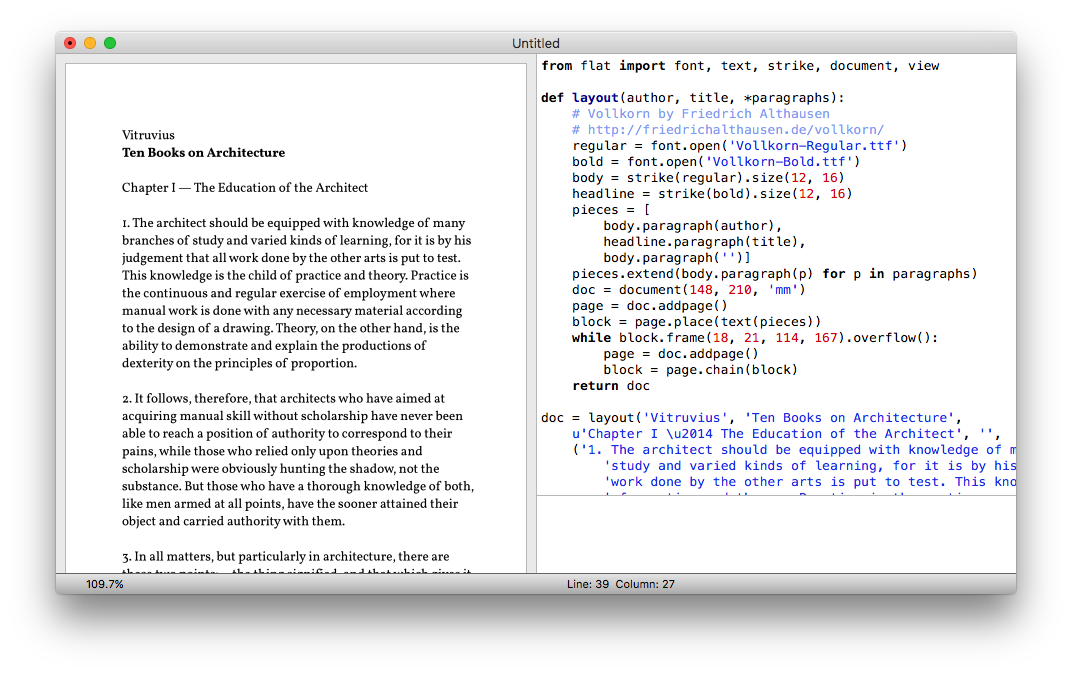 Untitled
Vitruvius
Ten Books on Architecture
Chapter I — The Education of the Architect
1. The architect should be equipped with knowledge of many
branches of study and varied kinds of learning, for it is by his
judgement that all work done by the other arts is put to test.
This knowledge is the child of practice and theory. Practice is
the continuous and regular exercise of employment where
manual work is done with any necessary material according
to the design of a drawing. Theory, on the other hand, is the
ability to demonstrate and explain the productions of
dexterity on the principles of proportion.
2. It follows, therefore, that architects who have aimed at
acquiring manual skill without scholarship have never been
able to reach a position of authority to correspond to their
pains, while those who relied only upon theories and
scholarship were obviously hunting the shadow, not the
substance. But those who have a thorough knowledge of both,
like men armed at all points, have the sooner attained their
object and carried authority with them.
3. In all matters, but particularly in architecture, there are
from flat import font, text, strike, document, view
def layout(author, title, *paragraphs):
# Vollkorn by Friedrich Althausen
# http://friedrichalthausen.de/vollkorn/
regular = font.open('Vollkorn-Regular.ttf')
bold = font.open('Vollkorn-Bold.ttf')
body = strike(regular).size(12, 16)
headline = strike(bold).size(12, 16)
pieces = [
body.paragraph(author),
headline.paragraph(title),
body.paragraph('')]
pieces.extend(body.paragraph(p) for p in paragraphs)
doc = document(148, 210, 'mm')
page = doc.addpage()
block = page.place(text(pieces))
while block.frame(18, 21, 114, 167).overflow():
page = doc.addpage()
block = page.chain(block)
return doc
doc = layout('Vitruvius', 'Ten Books on Architecture',
u'Chapter I \u2014 The Education of the Architect', '',
('1. The architect should be equipped with knowledge of m
'study and varied kinds of learning, for it is by his
'work done by the other arts is put to test. This kno
109.7%
Line: 39 Column: 27